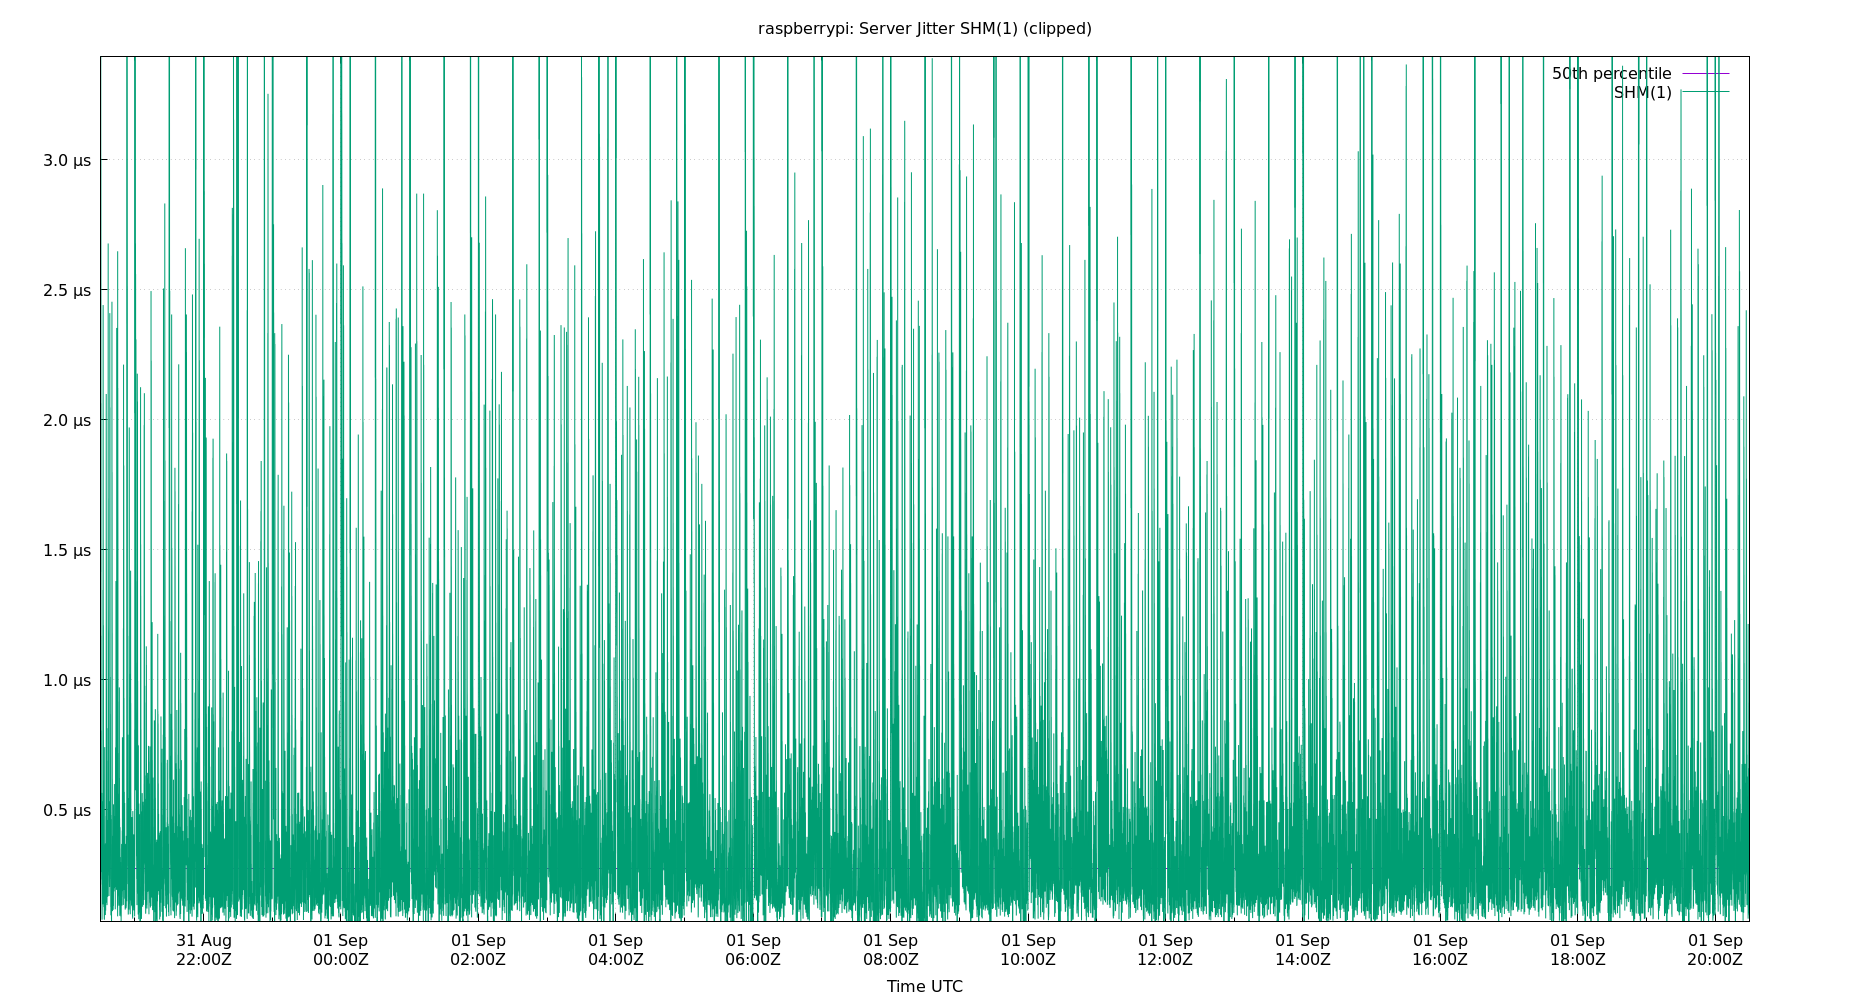 raspberrypi: Server Jitter SHM(1) (clipped)
50th percentile
SHM(1)
3.0 µs
2.5 µs
2.0 µs
1.5 µs
1.0 µs
0.5 µs
31 Aug 01 Sep 01 Sep 01 Sep 01 Sep 01 Sep 01 Sep 01 Sep 01 Sep 01 Sep 01 Sep 01 Sep
22:00Z 00:00Z 02:00Z 04:00Z 06:00Z 08:00Z 10:00Z 12:00Z 14:00Z 16:00Z 18:00Z 20:00Z
Time UTC